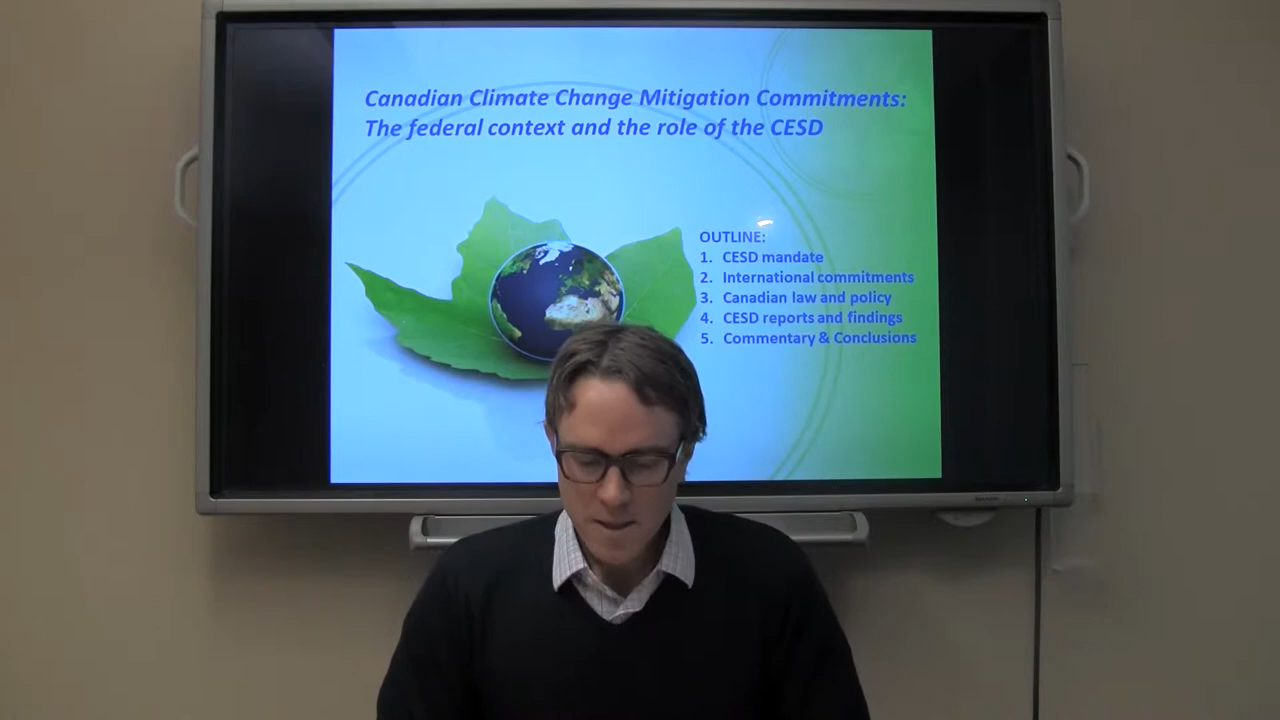 Canadian Climate Change Mitigation Commitments:
The federal context and the role of the CESD
OUTLINE:
1. CESD mandate
2. International commitments
3. Canadian law and policy
4. CESD reports and findings
5. Commentary & Conclusions